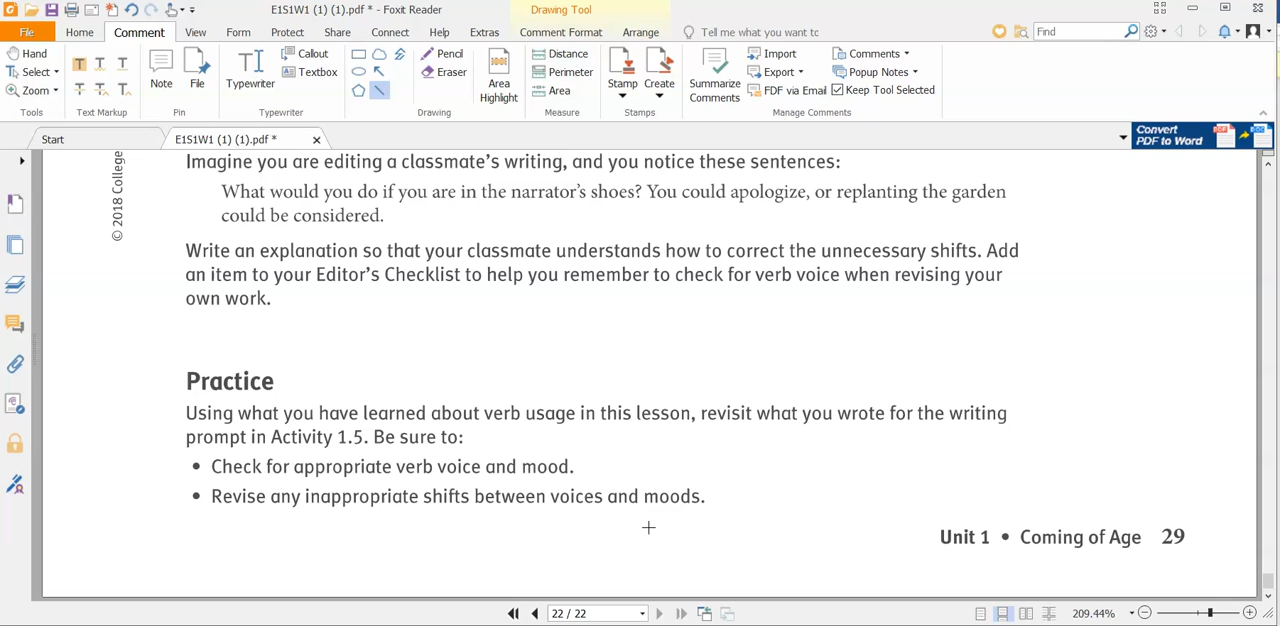 E1S1W1 (1) (1).pdf * - Foxit Reader
Drawing Tool
File
Home
Comment
View
Form
Protect
Share
Connect
Help
Extras
Comment Format
Arrange
Tell me what you want tc
Find
Hand
Select
Zoom
Tools
Text Markup
Note
File
Pin
Typewriter
Callout
Textbox
Typewriter
Pencil
Eraser
Drawing
Area
Highlight
Distance
Perimeter
Area
Measure
Stamp
Create
Stamps
Summarize
Comments
Import
Export
FDF via Email
Comments
Popup Notes
Keep Tool Selected
Manage Comments
Start
E1S1W1 (1) (1).pdf *
Convert
PDF to Word
© 2018 College
Imagine you are editing a classmate's writing, and you notice these sentences:
What would you do if you are in the narrator's shoes? You could apologize, or replanting the garden
could be considered.
Write an explanation so that your classmate understands how to correct the unnecessary shifts. Add
an item to your Editor's Checklist to help you remember to check for verb voice when revising your
own work.
Practice
Using what you have learned about verb usage in this lesson, revisit what you wrote for the writing
prompt in Activity 1.5. Be sure to:
• Check for appropriate verb voice and mood.
• Revise any inappropriate shifts between voices and moods.
Unit 1 • Coming of Age 29
22 / 22
209.44%